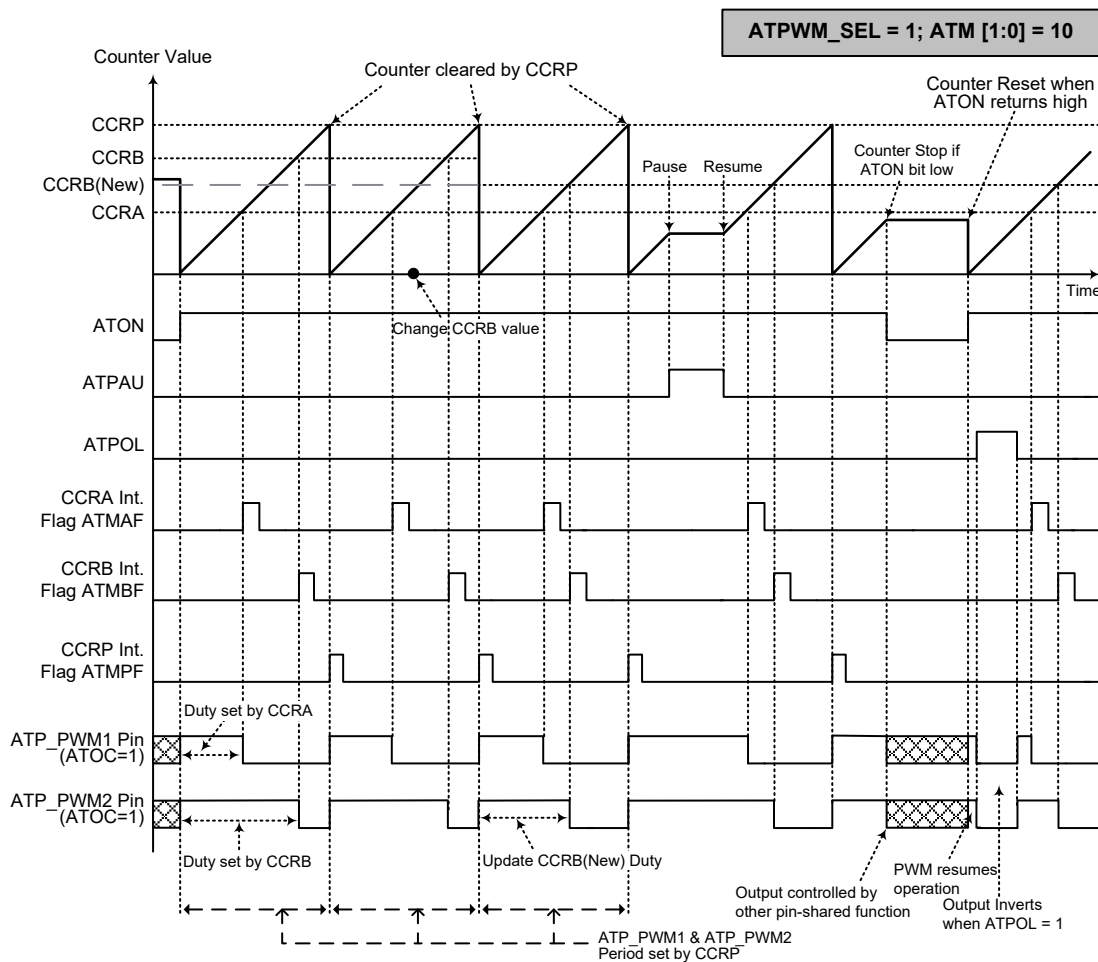 ATPWM_SEL = 1; ATM [1:0] = 10
Counter Value
Counter cleared by CCRP
Counter Reset when
ATON returns high
CCRP
CCRB
CCRB(New)
CCRA
Pause
Resume
Counter Stop if
ATON bit low
Time
Change CCRB value
ATON
ATPAU
ATPOL
CCRA Int.
Flag ATMAF
CCRB Int.
Flag ATMBF
CCRP Int.
Flag ATMPF
Duty set by CCRA
ATP_PWM1 Pin
(ATOC=1)
ATP_PWM2 Pin
(ATOC=1)
Duty set by CCRB
Update CCRB(New) Duty
Output controlled by
other pin-shared function
PWM resumes
operation
Output Inverts
when ATPOL = 1
ATP_PWM1 & ATP_PWM2
Period set by CCRP